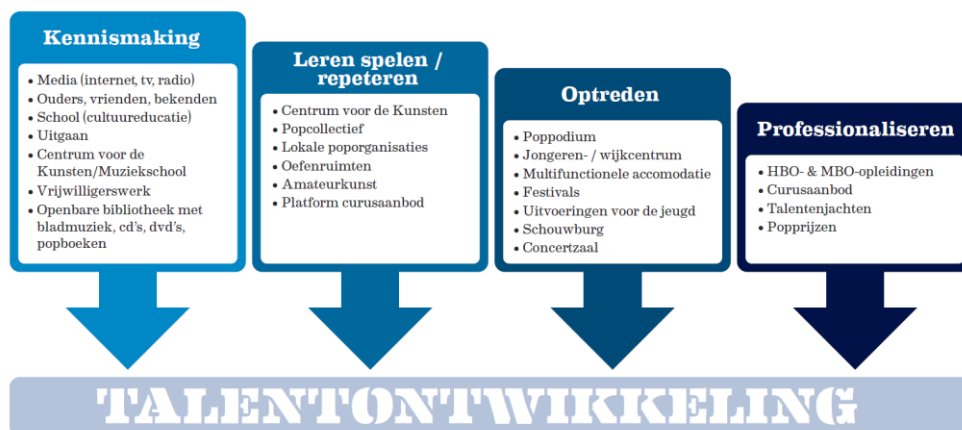 Kennismaking
• Media (internet, tv, radio)
• Ouders, vrienden, bekenden
• School (cultuureducatie)
• Uitgaan
• Centrum voor de
Kunsten/Muziekschool
• Vrijwilligerswerk
• Openbare bibliotheek met
bladmuziek, cd's, dvd's,
popboeken
Leren spelen /
repeteren
• Centrum voor de Kunsten
• Popcollectief
• Lokale poporganisaties
• Oefenruimten
• Amateurkunst
• Platform curusaanbod
Optreden
• Poppodium
• Jongeren- / wijkcentrum
• Multifunctionele accomodatie
• Festivals
• Uitvoeringen voor de jeugd
• Schouwburg
• Concertzaal
Professionaliseren
• HBO- & MBO-opleidingen
• Curusaanbod
• Talentenjachten
• Popprijzen
TALENTONTWIKKELING